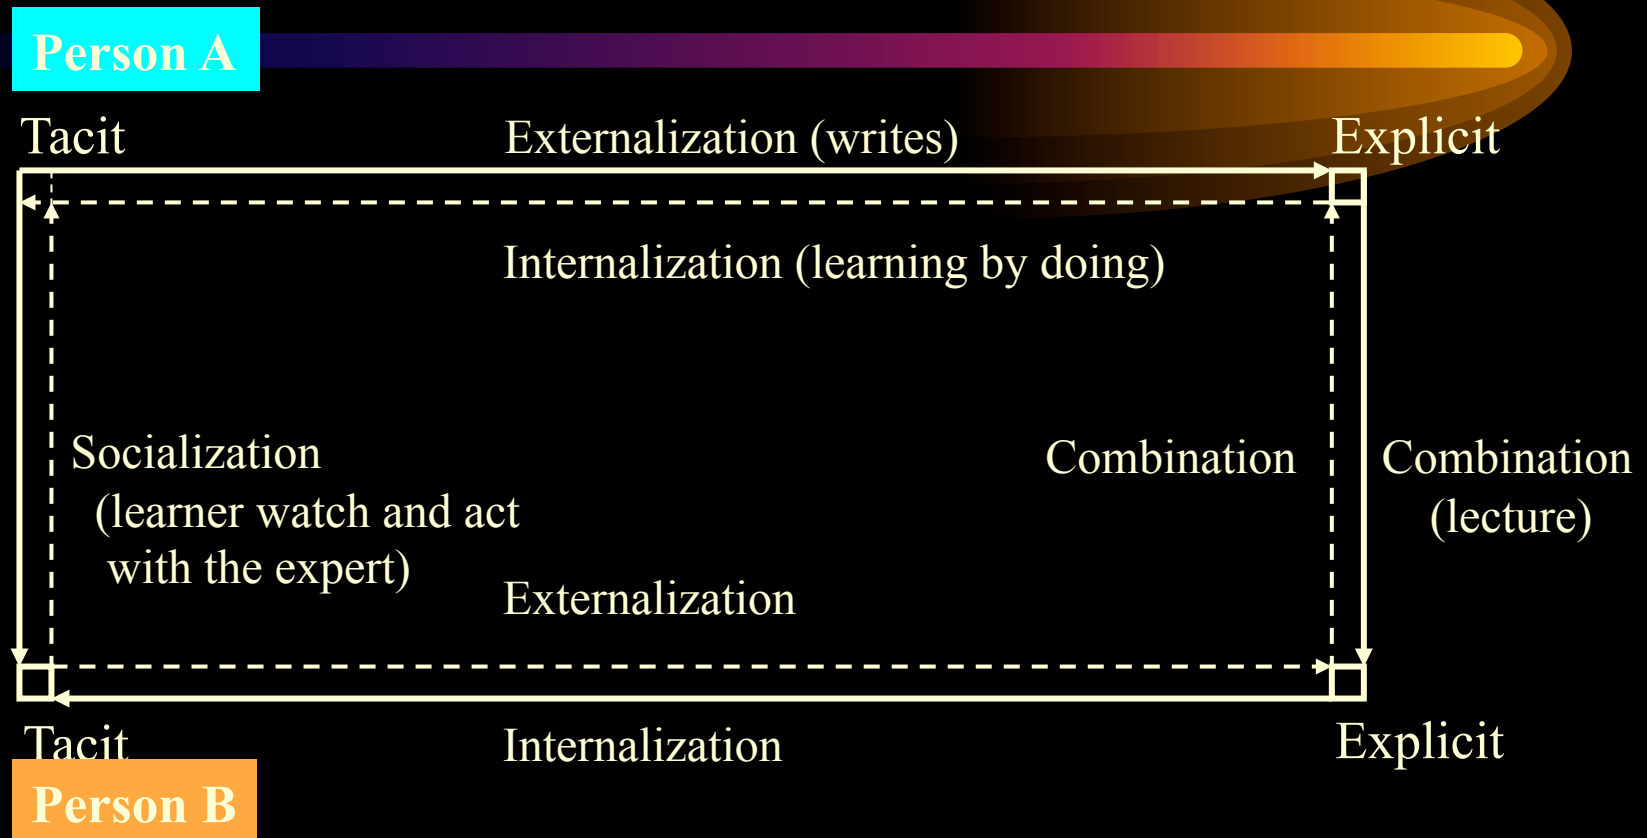 Person A
Tacit
Externalization (writes)
Explicit
Internalization (learning by doing)
Socialization
(learner watch and act
with the expert)
Combination
Combination
(lecture)
Externalization
Tacit
Internalization
Explicit
Person B